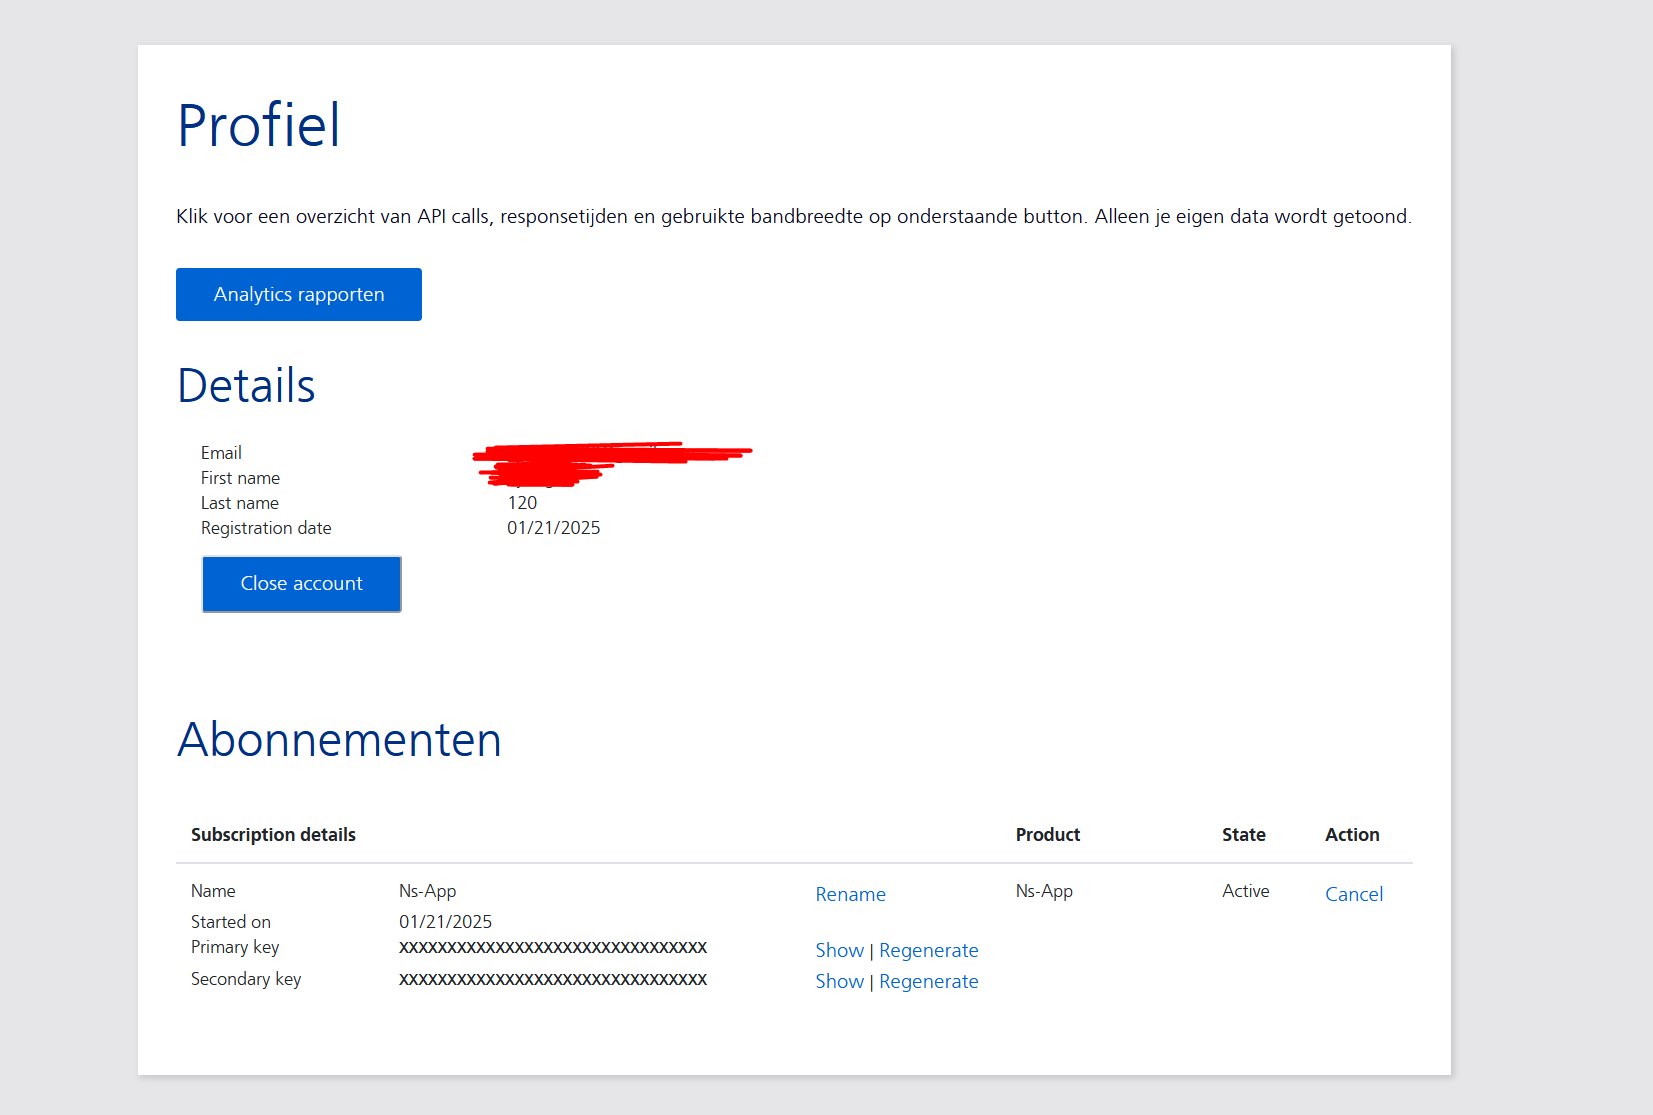 Profiel
Klik voor een overzicht van API calls, responsetijden en gebruikte bandbreedte op onderstaande button. Alleen je eigen data wordt getoond.
Analytics rapporten
Details
Email
First name
Last name 120
Registration date 01/21/2025
Close account
Abonnementen
Subscription details Product State Action
Name Ns-App Rename Ns-App Active Cancel
Started on 01/21/2025
Primary key xxxxxxxxxxxxxxxxxxxxxxxxxxxxxxxx Show | Regenerate
Secondary key xxxxxxxxxxxxxxxxxxxxxxxxxxxxxxxx Show | Regenerate